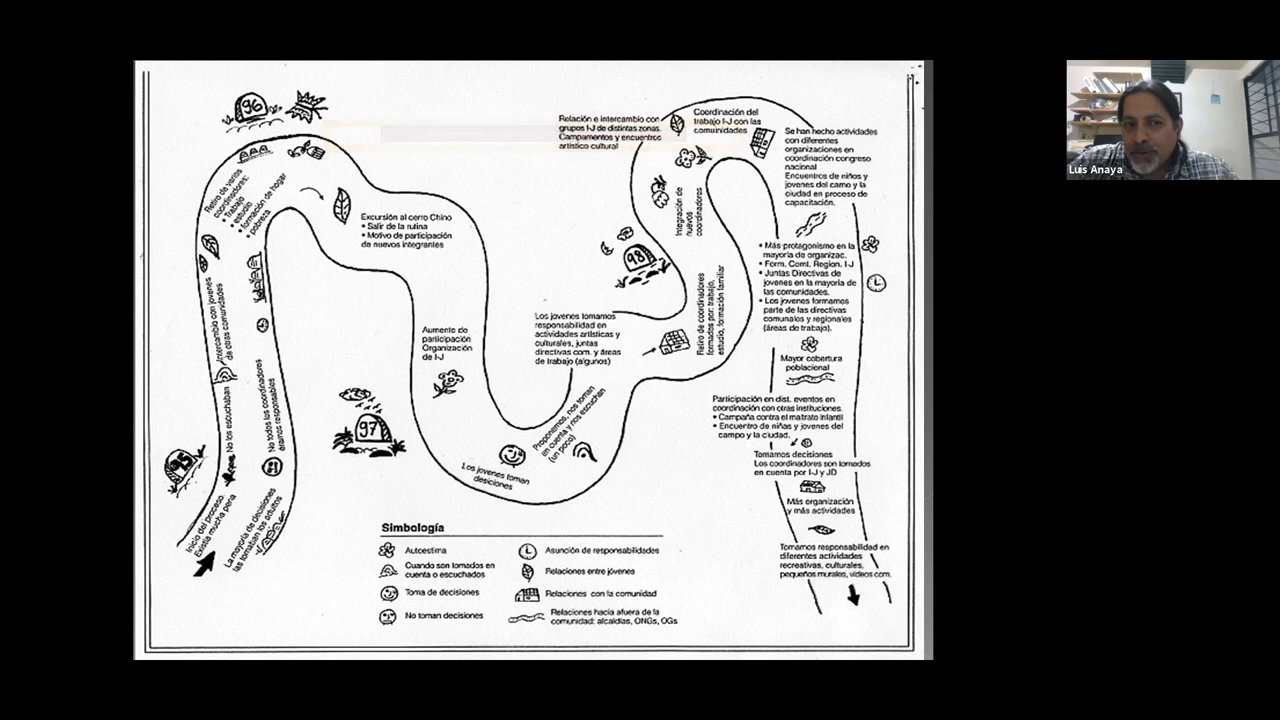 95
Inicio del proceso.
Existía mucha pena
La mayoría de decisiones
las tomaban los adultos
No los escuchaban
No todos los coordinadores
éramos responsables
Intercambio con jovenes
de otras comunidades
96
Retiro de varios
coordinadores:
• Trabajo
• estudio
• formación de hogar
• pobreza
Excursión al cerro Chino
• Salir de la rutina
• Motivo de participación
de nuevos integrantes
97
Aumento de
participación
Organización
de I-J
Los jovenes toman
desiciones
Proponemos, nos toman
en cuenta y nos escuchan
(un poco)
Los jóvenes tomamos
responsabilidad en
actividades artísticas y
culturales, juntas
directivas com. y áreas
de trabajo (algunos)
98
Retiro de coordinadores
formados por: trabajo,
estudio, formación familiar
Integración de
nuevos
coordinadores
Relación e intercambio con
grupos I-J de distintas zonas.
Campamentos y encuentros
artístico cultural
Coordinación del
trabajo I-J con las
comuinidades
Se han hecho actividades
con diferentes
organizaciones en
coordinación congreso
nacional
Encuentros de niños y
jovenes del camo y la
ciudad en proceso de
capacitación.
• Más protagonismo en la
mayoría de organizac.
• Form. Comt. Region. I-J
• Juntas Directivas de
jovenes en la mayoría de
las comunidades.
• Los jovenes formamos
parte de las directivas
comunales y regionales
(áreas de trabajo).
Mayor cobertura
poblacional
Participación en dist. eventos en
coordinación con otras instituciones.
• Campaña contra el maltrato infantil
• Encuentro de niñas y jovenes del
campo y la ciudad.
Tomamos decisiones
Los coordinadores son tomados
en cuenta por I-J y JD
Más organización
y más actividades
Tomamos responsabilidad en
diferentes actividades
recreativas, culturales,
pequeños murales, videos com.
Simbología
Autoestima
Cuando son tomados en
cuenta o escuchados
Toma de decisiones
No toman decisiones
Asunción de responsabilidades
Relaciones entre jóvenes
Relaciones con la comunidad
Relaciones hacia afuera de la
comunidad: alcaldías, ONGs, OGs
Luis Anaya